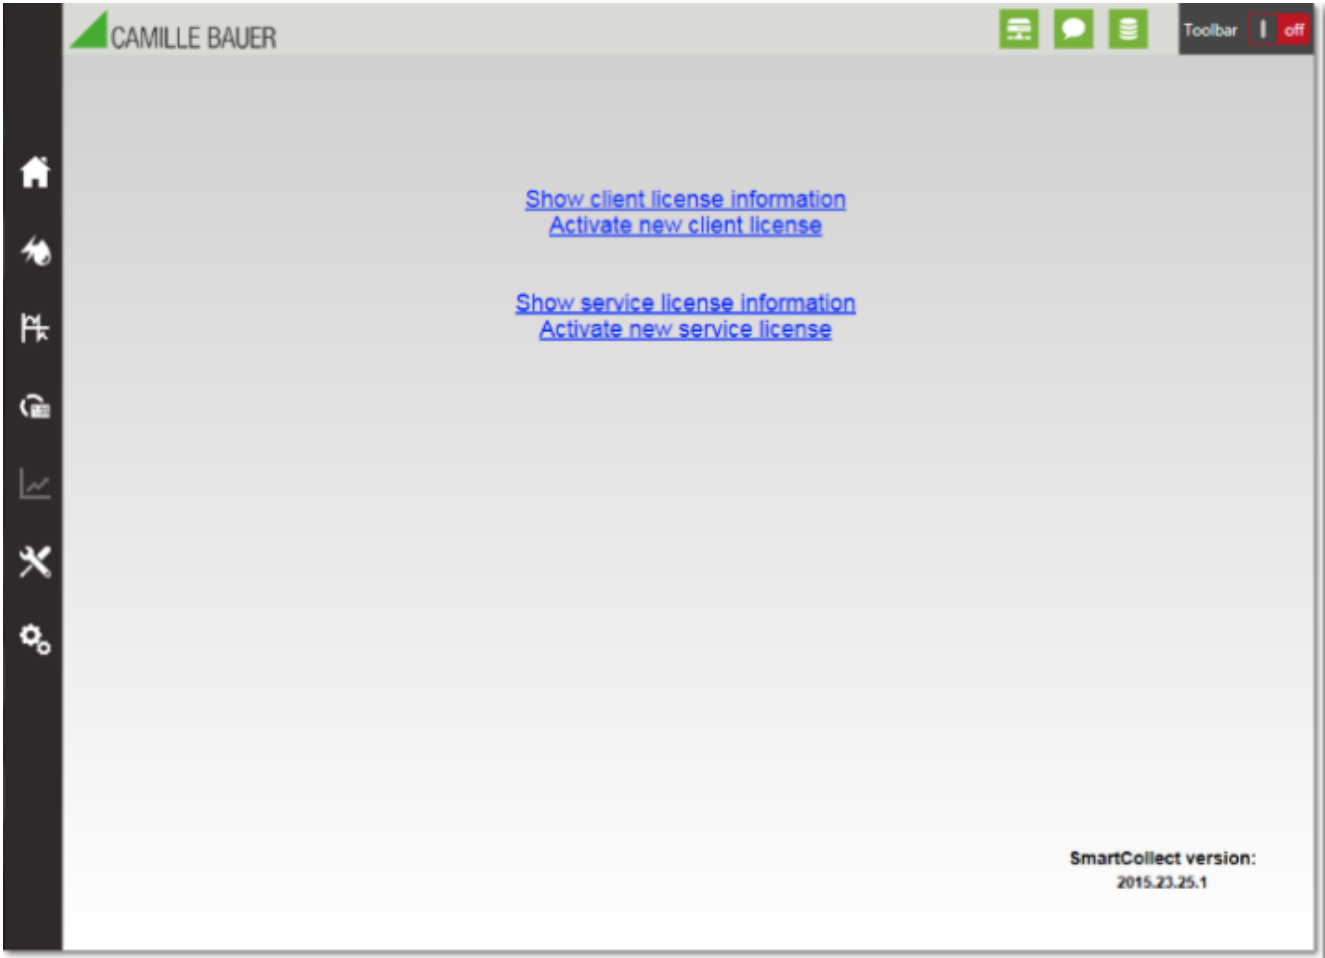 CAMILLE BAUER
Toolbar off
Show client license information
Activate new client license
Show service license information
Activate new service license
SmartCollect version:
2015.23.25.1